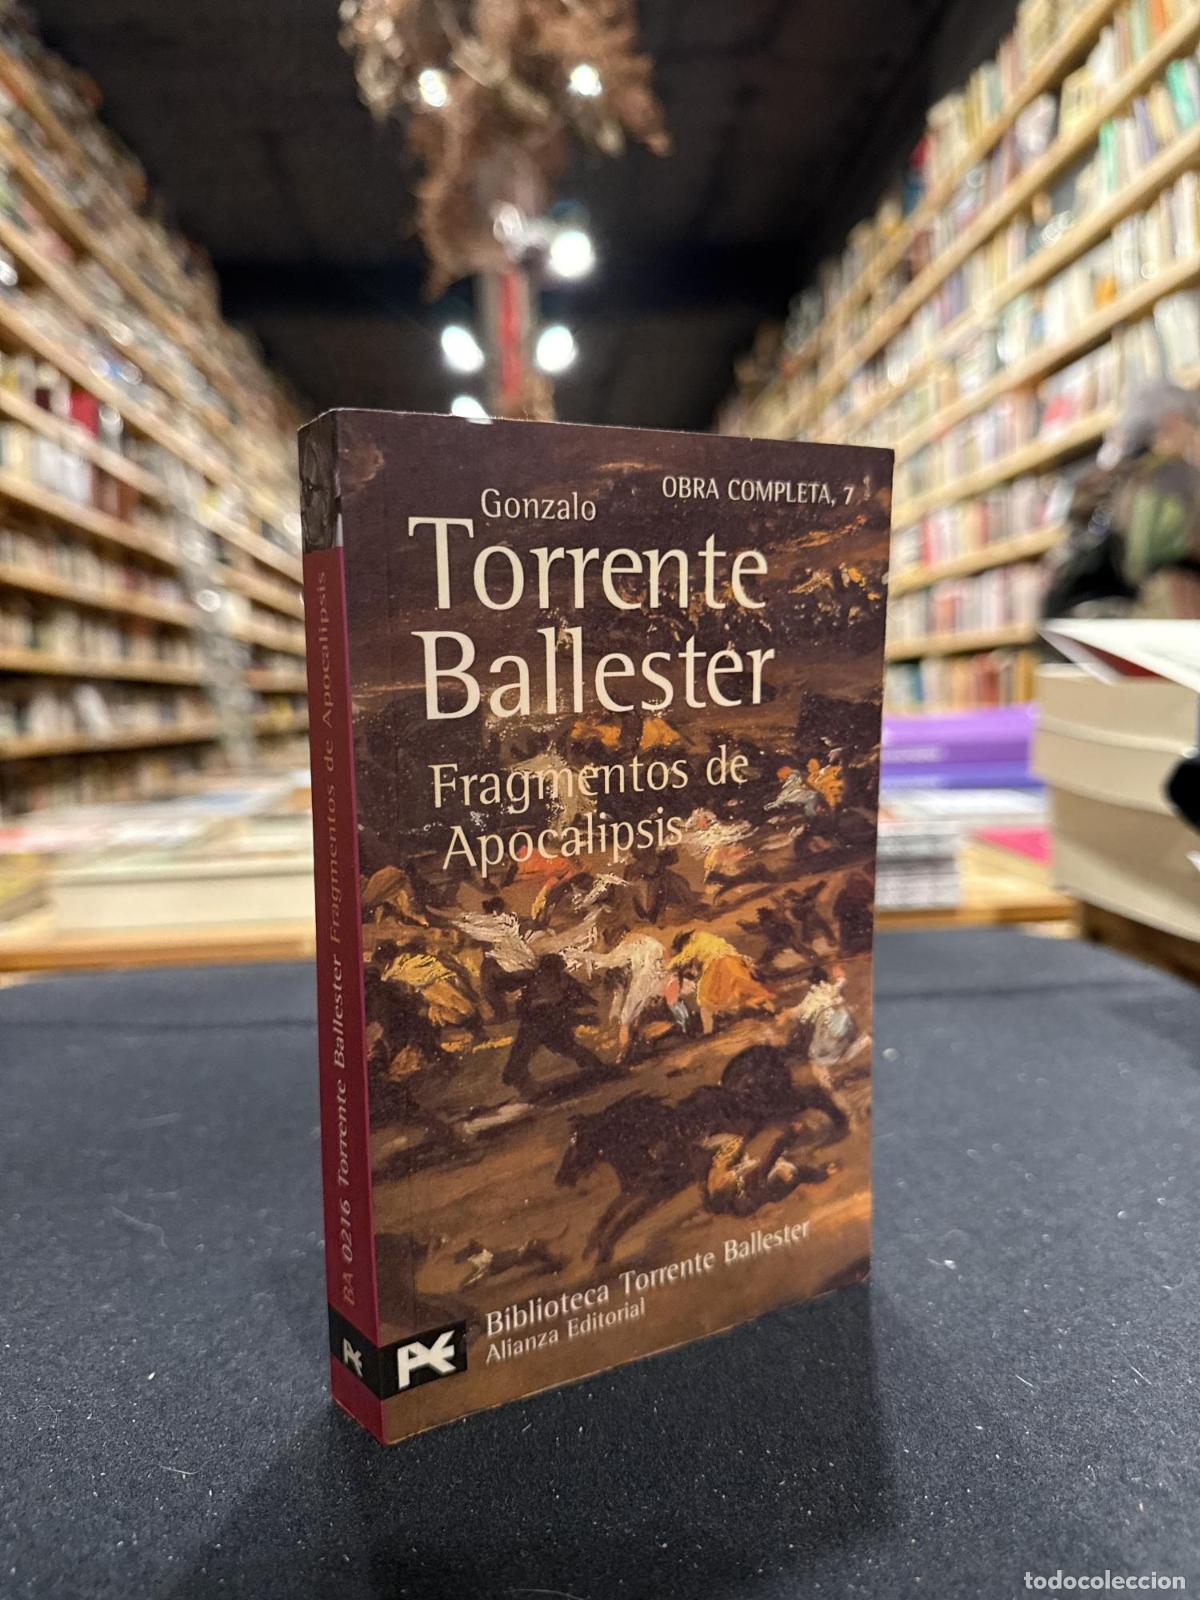 OBRA COMPLETA, 7
Gonzalo
Torrente
Ballester
Fragmentos de
Apocalipsis
Biblioteca Torrente Ballester
Alianza Editorial
BA 0216 Torrente Ballester Fragmentos de Apocalipsis
todocoleccion